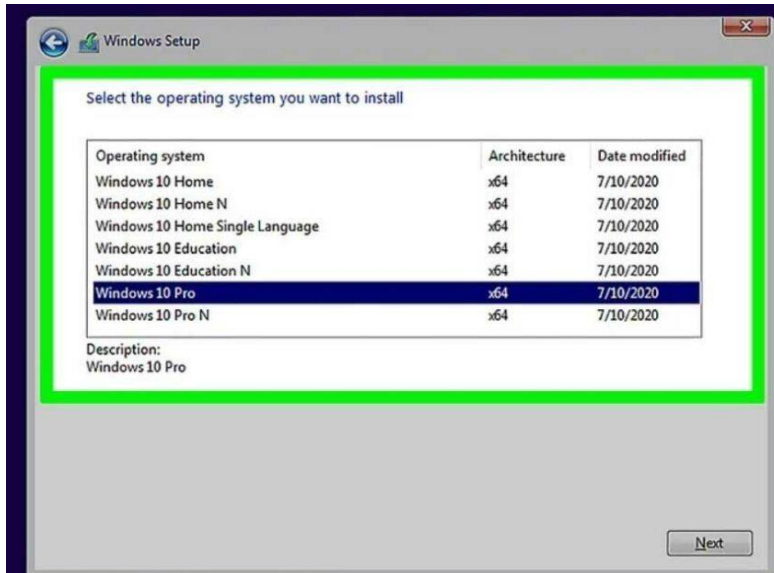 Windows Setup
Select the operating system you want to install
Operating system Architecture Date modified
Windows 10 Home x64 7/10/2020
Windows 10 Home N x64 7/10/2020
Windows 10 Home Single Language x64 7/10/2020
Windows 10 Education x64 7/10/2020
Windows 10 Education N x64 7/10/2020
Windows 10 Pro x64 7/10/2020
Windows 10 Pro N x64 7/10/2020
Description:
Windows 10 Pro
Next